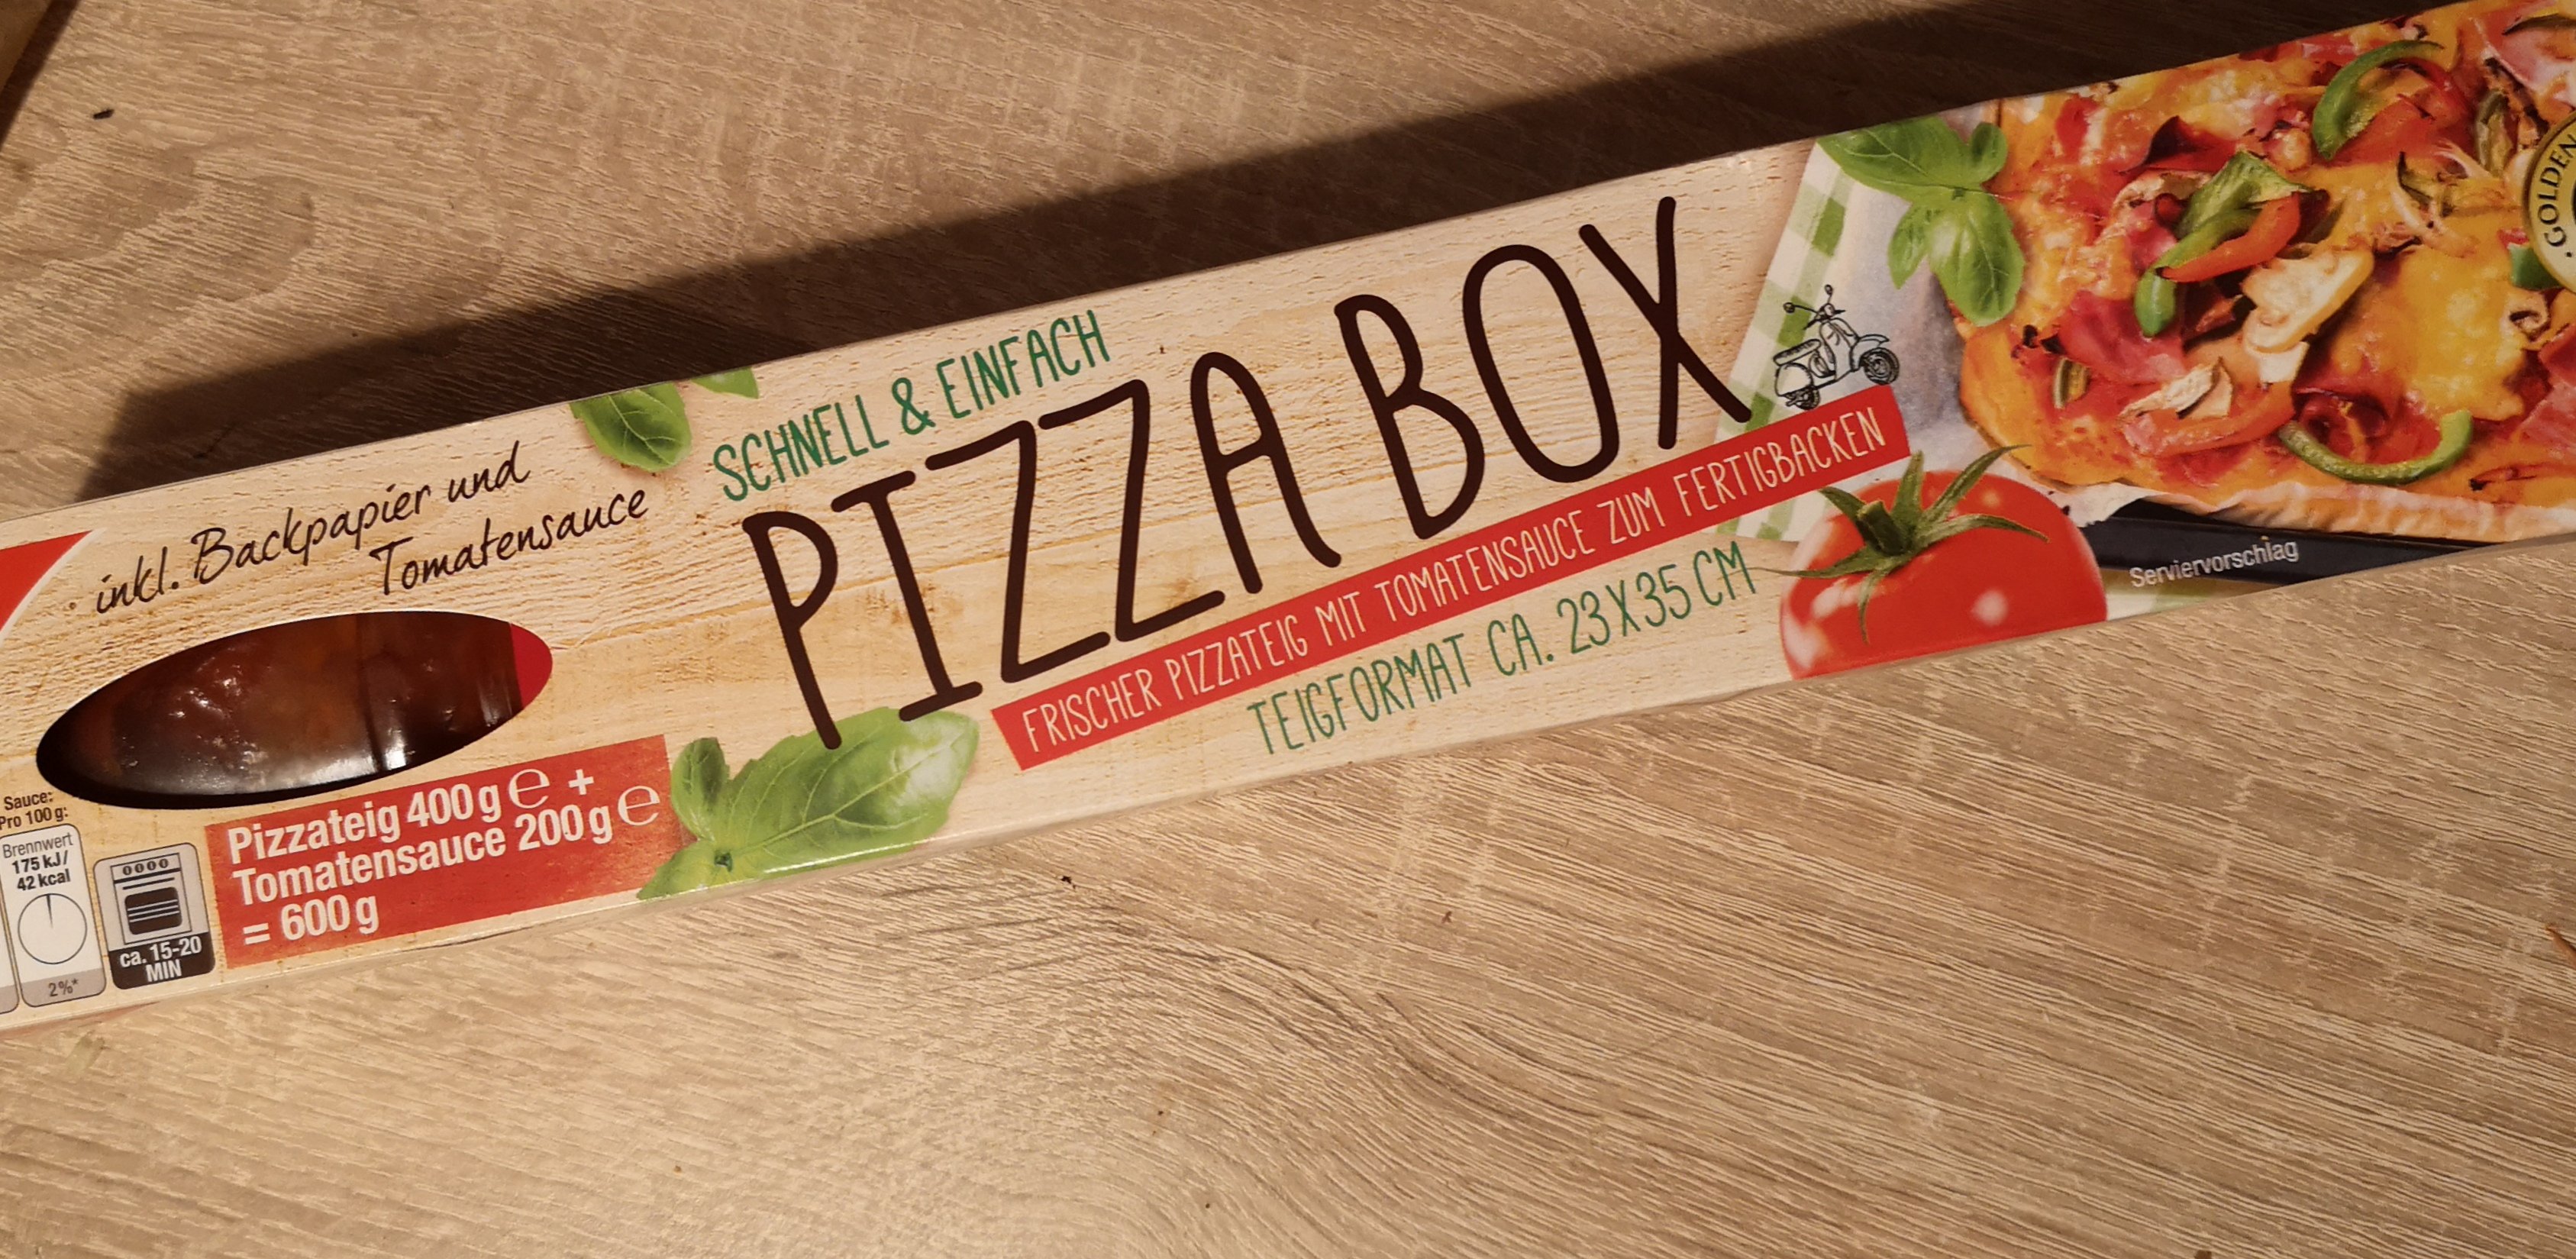 inkl. Backpapier und
Tomatensauce
SCHNELL & EINFACH
PIZZA BOX
FRISCHER PIZZATEIG MIT TOMATENSAUCE ZUM FERTIGBACKEN
TEIGFORMAT CA. 23 X 35 CM
Serviervorschlag
Sauce:
Pro 100 g:
Brennwert
175 kJ/
42 kcal
2%*
ca. 15-20
MIN
Pizzateig 400 g ℮ +
Tomatensauce 200 g ℮
= 600 g
GOLDEN